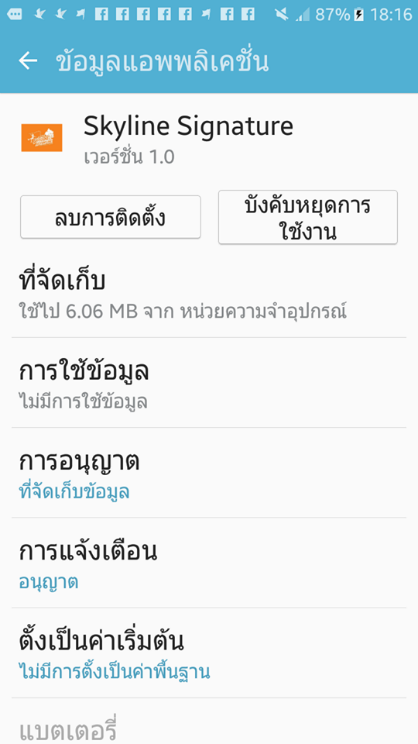 87% 18:16
ข้อมูลแอพพลิเคชั่น
Skyline Signature
เวอร์ชั่น 1.0
ลบการติดตั้ง
บังคับหยุดการ
ใช้งาน
ที่จัดเก็บ
ใช้ไป 6.06 MB จาก หน่วยความจำอุปกรณ์
การใช้ข้อมูล
ไม่มีการใช้ข้อมูล
การอนุญาต
ที่จัดเก็บข้อมูล
การแจ้งเตือน
อนุญาต
ตั้งเป็นค่าเริ่มต้น
ไม่มีการตั้งเป็นค่าพื้นฐาน
แบตเตอรี่